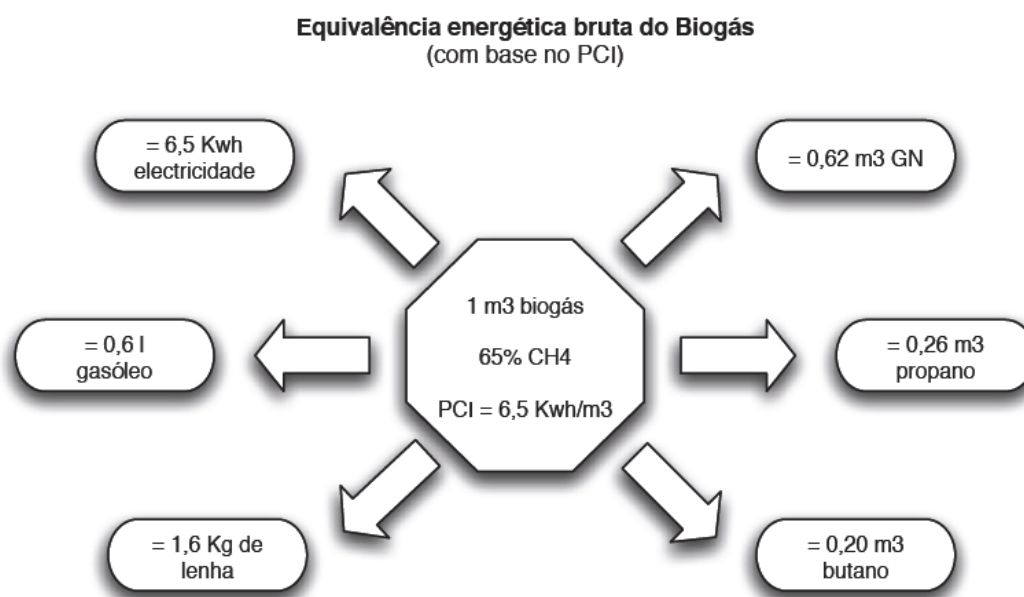 Equivalência energética bruta do Biogás
(com base no PCI)
= 6,5 Kwh
electricidade
= 0,62 m3 GN
1 m3 biogás
65% CH4
PCI = 6,5 Kwh/m3
= 0,6 l
gasóleo
= 0,26 m3
propano
= 1,6 Kg de
lenha
= 0,20 m3
butano